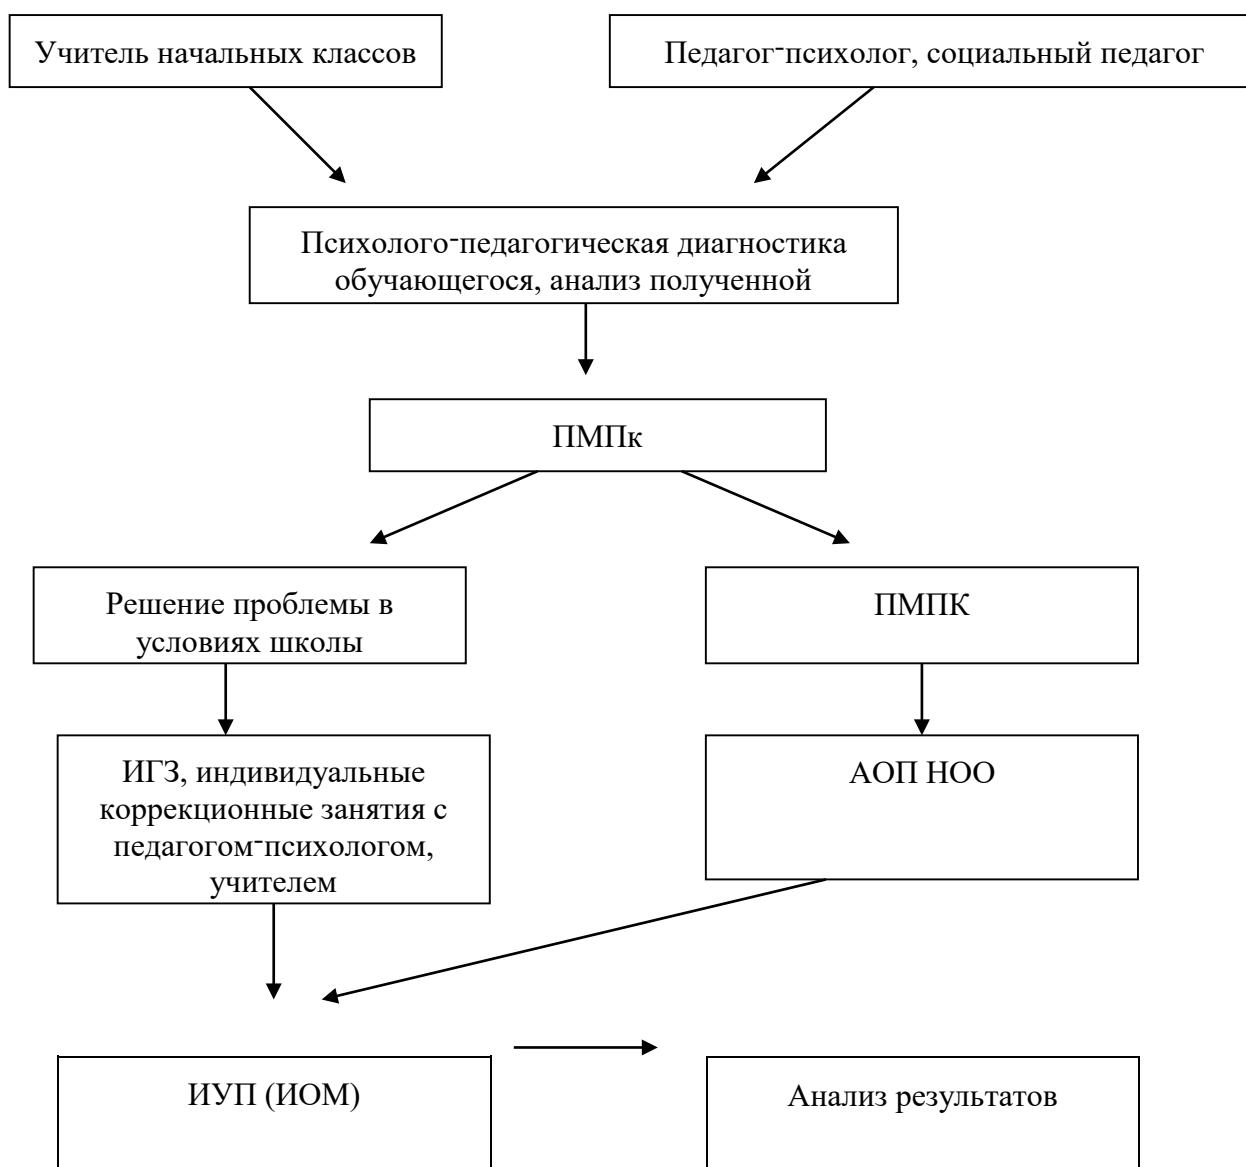 Учитель начальных классов
Педагог-психолог, социальный педагог
Психолого-педагогическая диагностика
обучающегося, анализ полученной
ПМПк
Решение проблемы в
условиях школы
ПМПК
ИГЗ, индивидуальные
коррекционные занятия с
педагогом-психологом,
учителем
АОП НОО
ИУП (ИОМ)
Анализ результатов